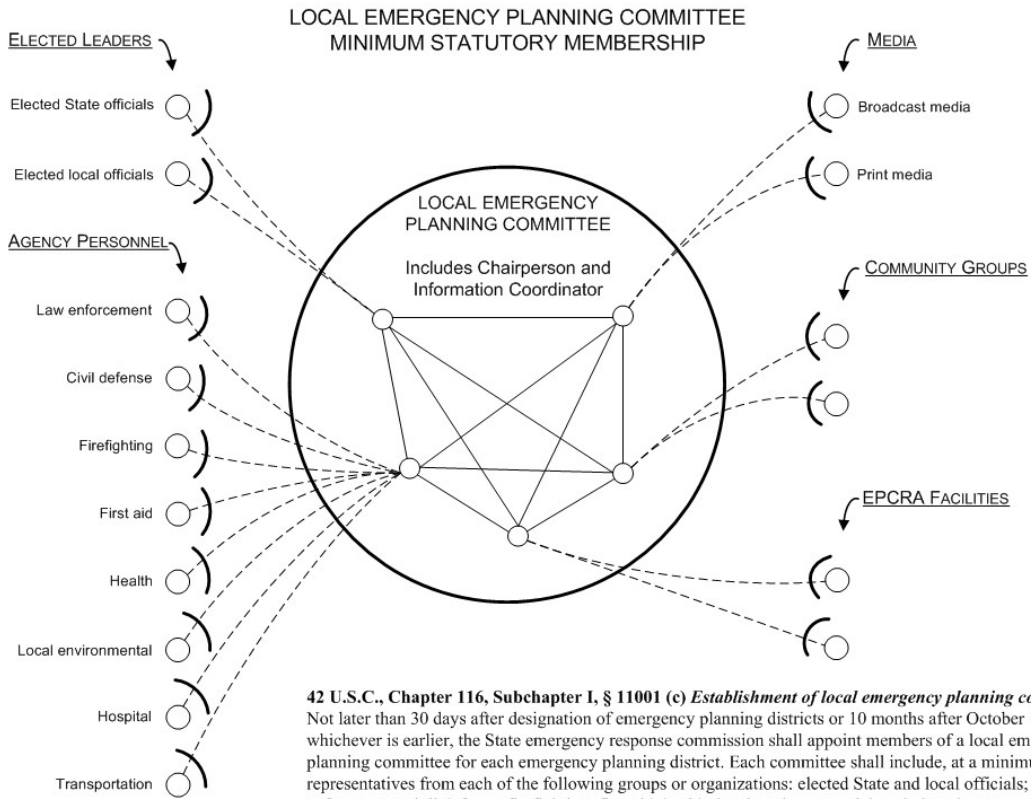 LOCAL EMERGENCY PLANNING COMMITTEE
MINIMUM STATUTORY MEMBERSHIP
ELECTED LEADERS
Elected State officials
Elected local officials
AGENCY PERSONNEL
Law enforcement
Civil defense
Firefighting
First aid
Health
Local environmental
Hospital
Transportation
LOCAL EMERGENCY
PLANNING COMMITTEE
Includes Chairperson and
Information Coordinator
MEDIA
Broadcast media
Print media
COMMUNITY GROUPS
EPCRA FACILITIES
42 U.S.C., Chapter 116, Subchapter I, § 11001 (c) Establishment of local emergency planning
Not later than 30 days after designation of emergency planning districts or 10 months after October
whichever is earlier, the State emergency response commission shall appoint members of a local
planning committee for each emergency planning district. Each committee shall include, at a
representatives from each of the following groups or organizations: elected State and local officials;